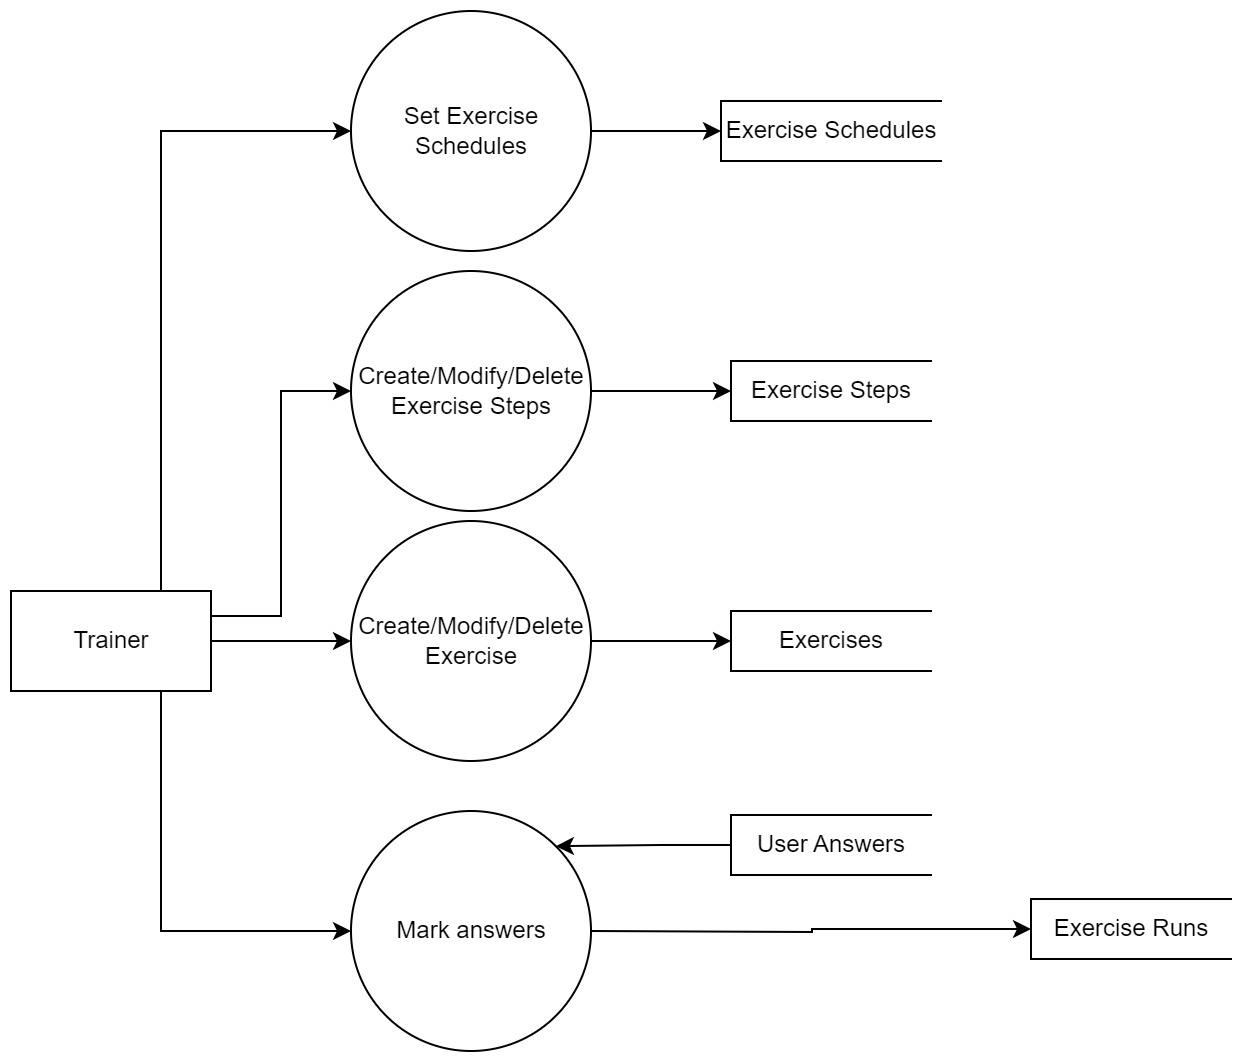 Set Exercise
Schedules
Exercise Schedules
Create/Modify/Delete
Exercise Steps
Exercise Steps
Trainer
Create/Modify/Delete
Exercise
Exercises
User Answers
Mark answers
Exercise Runs